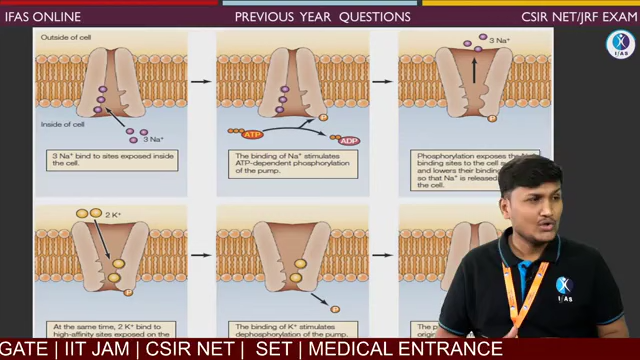 IFAS ONLINE
PREVIOUS YEAR QUESTIONS
CSIR NET/JRF EXAM
IFAS
Outside of cell
Inside of cell
3 Na⁺
3 Na⁺ bind to sites exposed inside
the cell.
P
ATP
ADP
The binding of Na⁺ stimulates
ATP-dependent phosphorylation
of the pump.
3 Na⁺
P
Phosphorylation exposes the
binding sites to the cell
and lowers their binding
so that Na⁺ is released
the cell.
2 K⁺
P
At the same time, 2 K⁺ bind to
high-affinity sites exposed on the
P
The binding of K⁺ stimulates
dephosphorylation of the pump.
The
GATE | IIT JAM | CSIR NET | SET | MEDICAL ENTRANCE